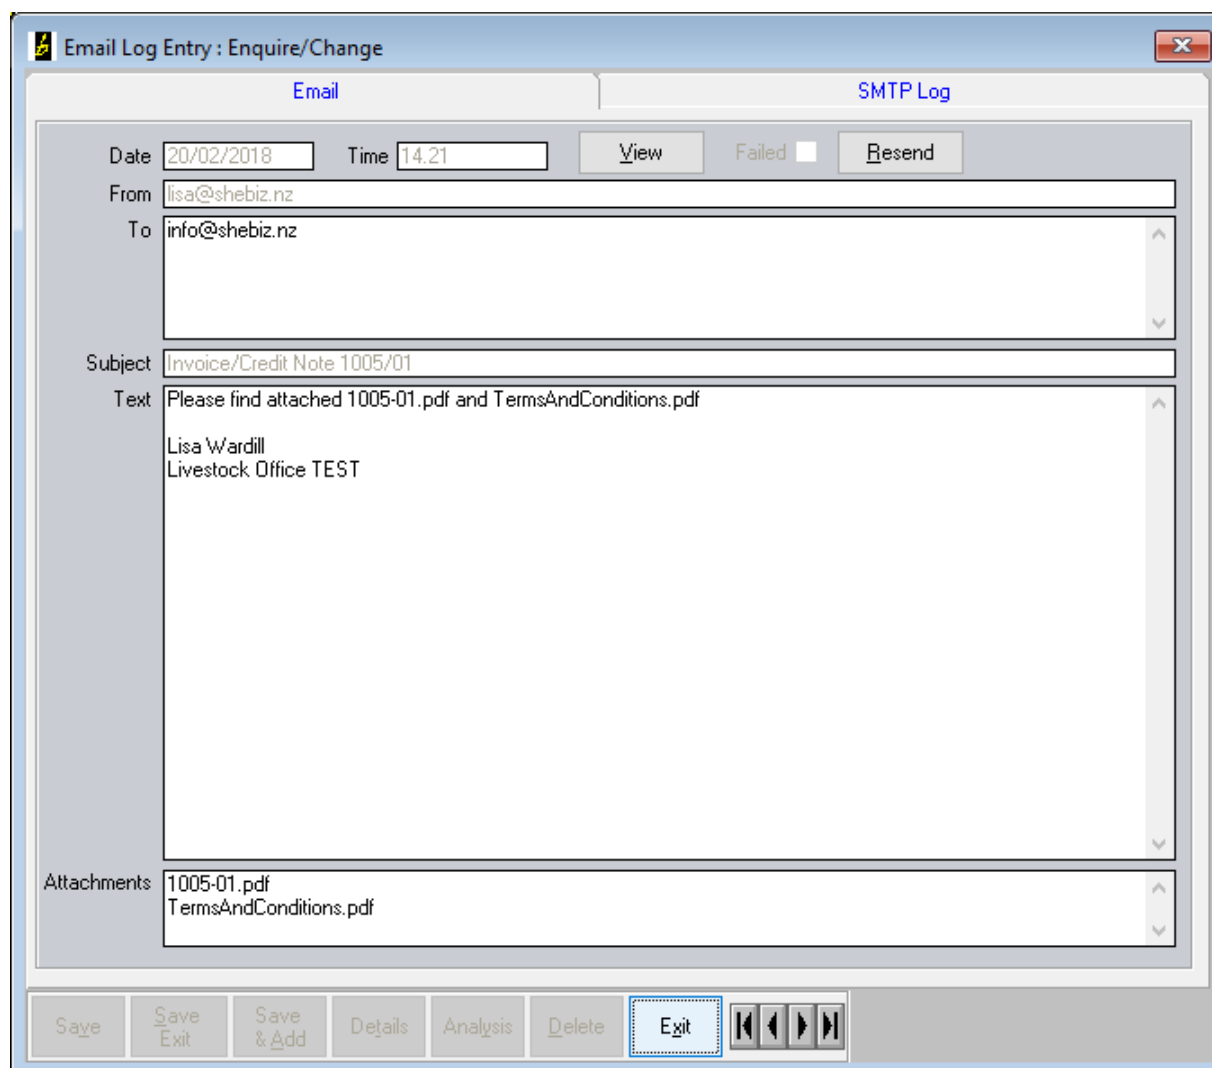 Email Log Entry : Enquire/Change
Email SMTP Log
Date 20/02/2018 Time 14.21 View Failed Resend
From lisa@shebiz.nz
To info@shebiz.nz
Subject Invoice/Credit Note 1005/01
Text Please find attached 1005-01.pdf and TermsAndConditions.pdf
Lisa Wardill
Livestock Office TEST
Attachments 1005-01.pdf
TermsAndConditions.pdf
Save Save Exit Save & Add Details Analysis Delete Exit